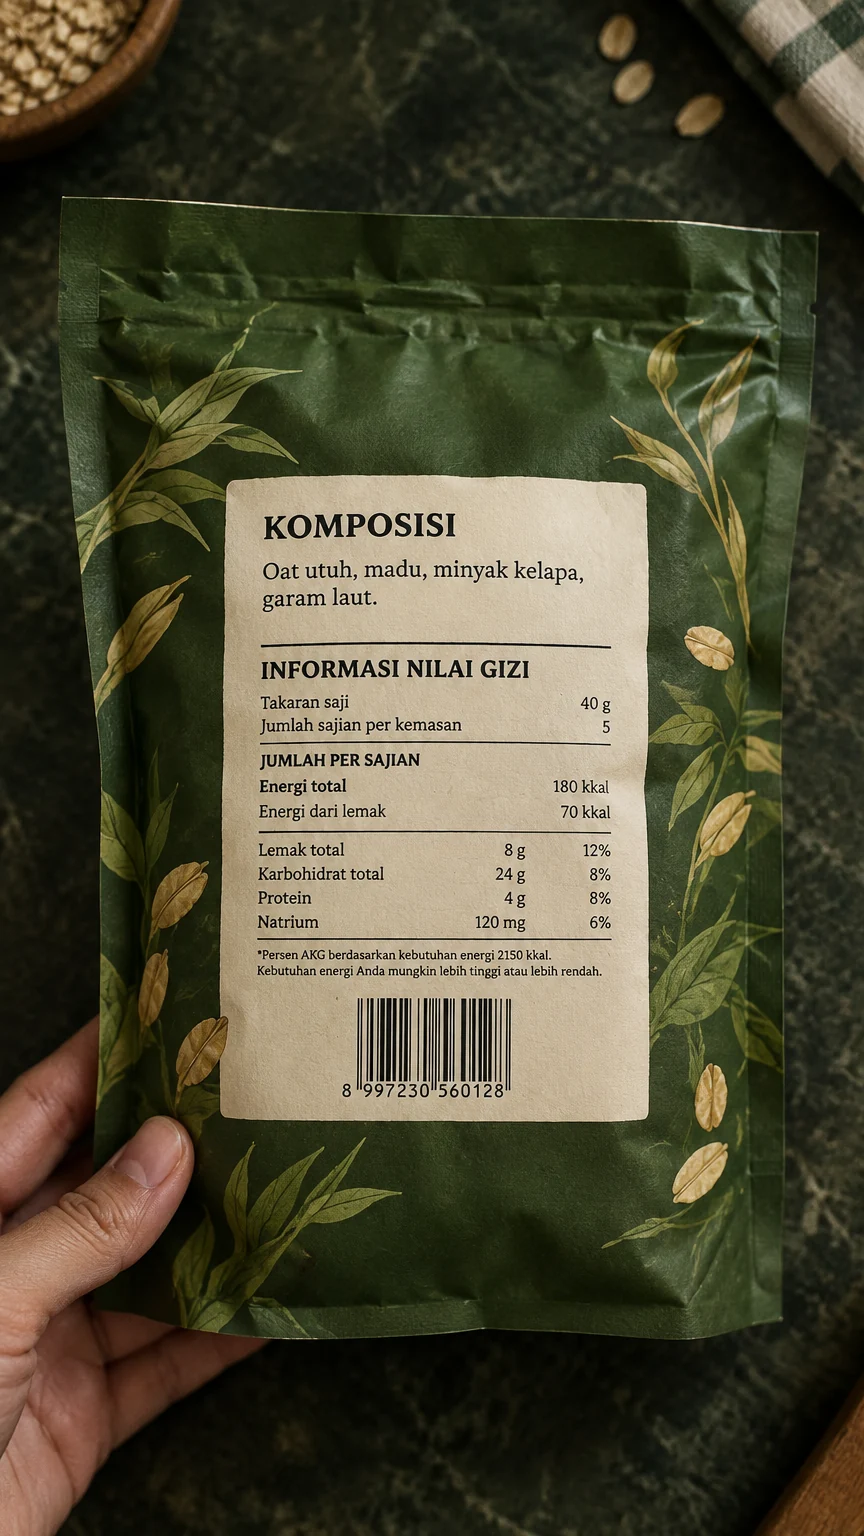 KOMPOSISI
Oat utuh, madu, minyak kelapa,
garam laut.
INFORMASI NILAI GIZI
Takaran saji 40 g
Jumlah sajian per kemasan 5
JUMLAH PER SAJIAN
Energi total 180 kkal
Energi dari lemak 70 kkal
Lemak total 8 g 12%
Karbohidrat total 24 g 8%
Protein 4 g 8%
Natrium 120 mg 6%
*Persen AKG berdasarkan kebutuhan energi 2150 kkal.
Kebutuhan energi Anda mungkin lebih tinggi atau lebih rendah.
8 997230 560128